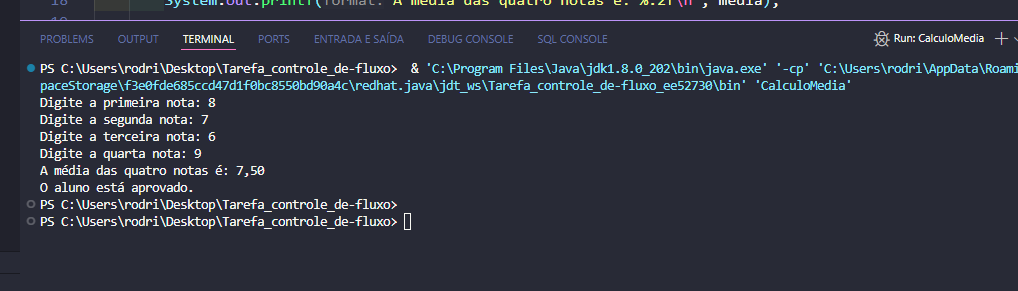 18 System.out.printf(format: "A média das quatro notas é: %.2f\n", media);
PROBLEMS OUTPUT TERMINAL PORTS ENTRADA E SAÍDA DEBUG CONSOLE SQL CONSOLE Run: CalculoMedia
PS C:\Users\rodri\Desktop\Tarefa_controle_de-fluxo> & 'C:\Program Files\Java\jdk1.8.0_202\bin\java.exe' '-cp' 'C:\Users\rodri\AppData\Roami
paceStorage\f3e0fde685ccd47d1f0bc8550bd90a4c\redhat.java\jdt_ws\Tarefa_controle_de-fluxo_ee52730\bin' 'CalculoMedia'
Digite a primeira nota: 8
Digite a segunda nota: 7
Digite a terceira nota: 6
Digite a quarta nota: 9
A média das quatro notas é: 7,50
O aluno está aprovado.
PS C:\Users\rodri\Desktop\Tarefa_controle_de-fluxo>
PS C:\Users\rodri\Desktop\Tarefa_controle_de-fluxo>